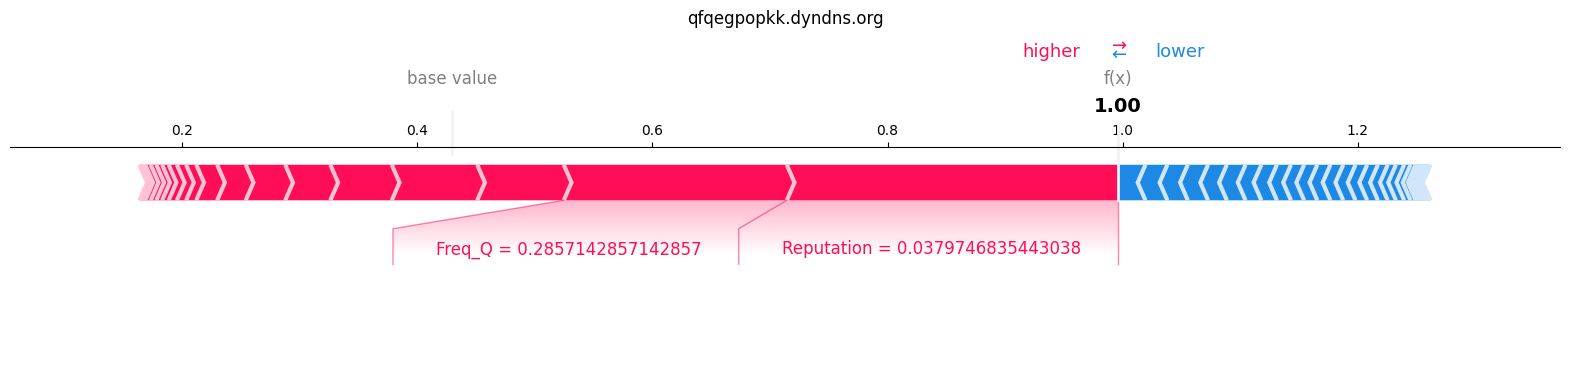 qfqegpopkk.dyndns.org
higher ⇄ lower
base value f(x)
1.00
0.2 0.4 0.6 0.8 1.0 1.2
Freq_Q = 0.2857142857142857 Reputation = 0.0379746835443038